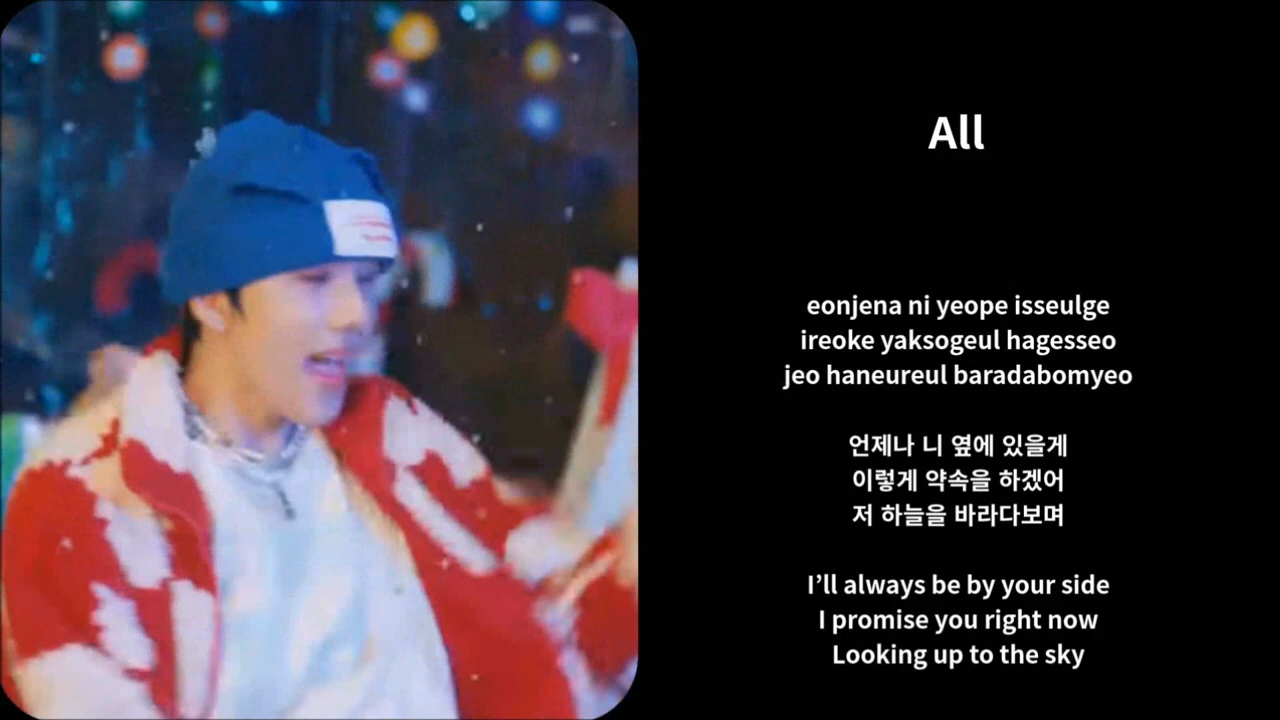 All
eonjena ni yeope isseulge
ireoke yaksogeul hagesseo
jeo haneureul baradabomyeo
언제나 니 옆에 있을게
이렇게 약속을 하겠어
저 하늘을 바라다보며
I’ll always be by your side
I promise you right now
Looking up to the sky